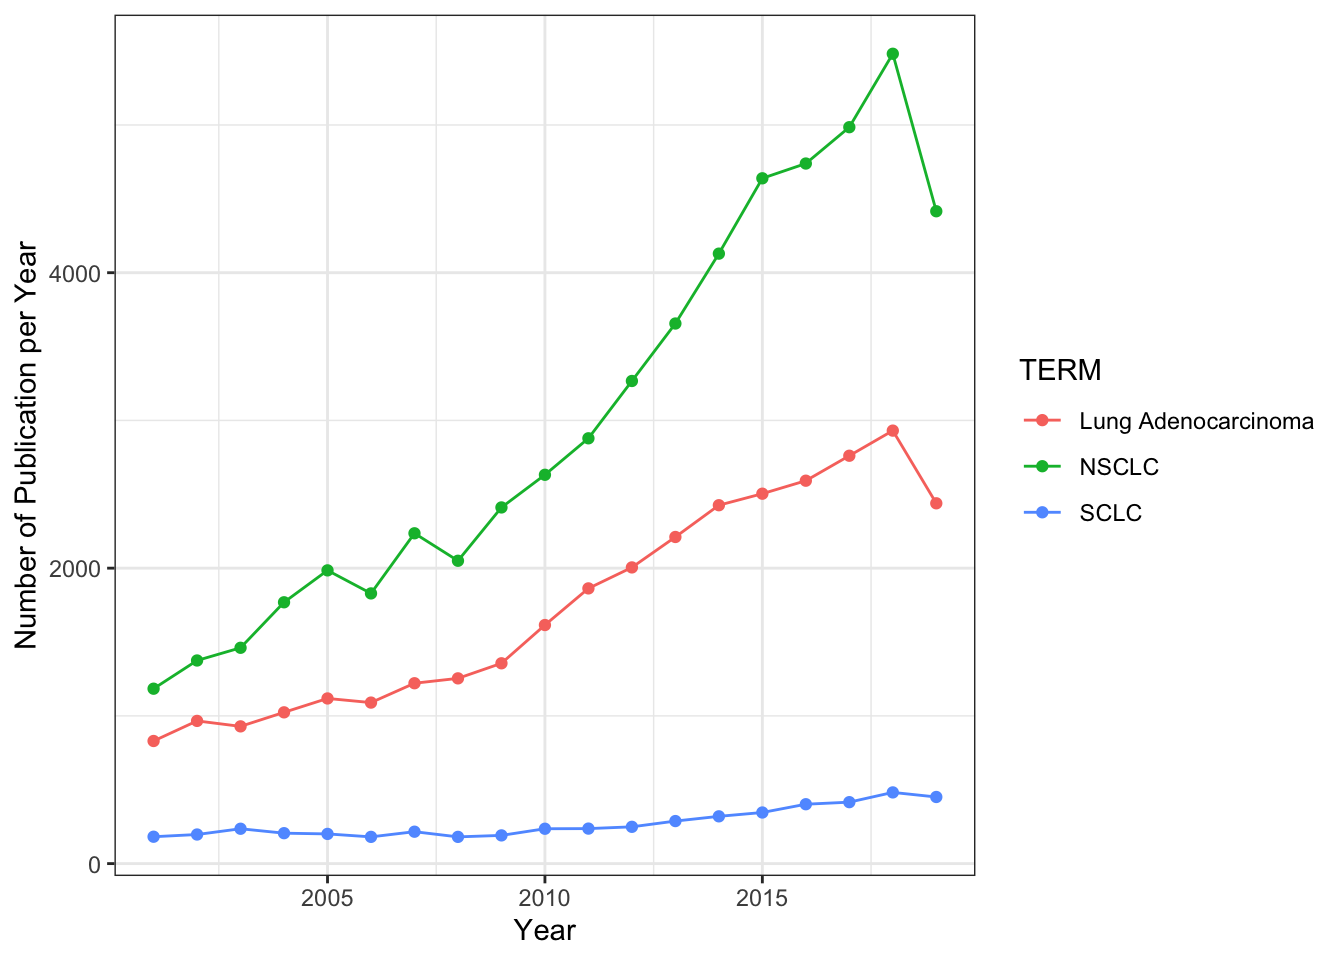 Number of Publication per Year
4000
2000
0
2005
2010
2015
Year
TERM
Lung Adenocarcinoma
NSCLC
SCLC